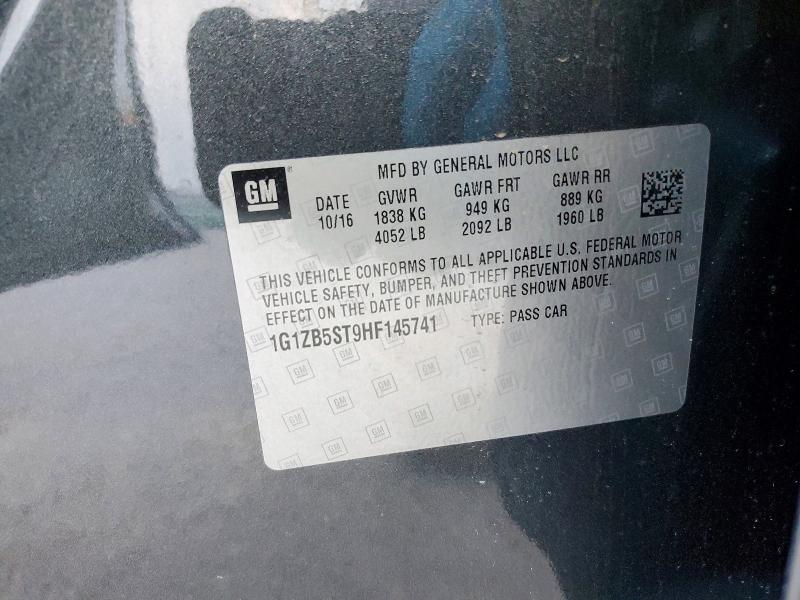 MFD BY GENERAL MOTORS LLC
GM
DATE GVWR GAWR FRT GAWR RR
10/16 1838 KG 949 KG 889 KG
4052 LB 2092 LB 1960 LB
THIS VEHICLE CONFORMS TO ALL APPLICABLE U.S. FEDERAL MOTOR
VEHICLE SAFETY, BUMPER, AND THEFT PREVENTION STANDARDS IN
EFFECT ON THE DATE OF MANUFACTURE SHOWN ABOVE.
1G1ZB5ST9HF145741 TYPE: PASS CAR